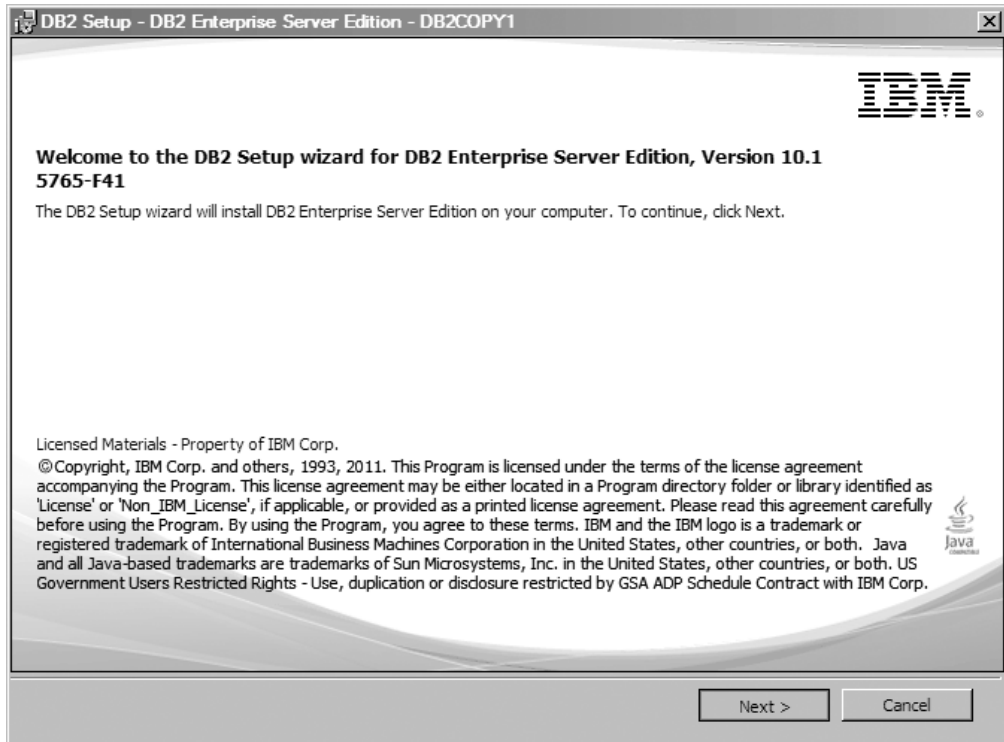 DB2 Setup - DB2 Enterprise Server Edition - DB2COPY1
IBM®
Welcome to the DB2 Setup wizard for DB2 Enterprise Server Edition, Version 10.1
5765-F41
The DB2 Setup wizard will install DB2 Enterprise Server Edition on your computer. To continue, click Next.
Licensed Materials - Property of IBM Corp.
©Copyright, IBM Corp. and others, 1993, 2011. This Program is licensed under the terms of the license agreement
accompanying the Program. This license agreement may be either located in a Program directory folder or library identified as
'License' or 'Non_IBM_License', if applicable, or provided as a printed license agreement. Please read this agreement carefully
before using the Program. By using the Program, you agree to these terms. IBM and the IBM logo is a trademark or
registered trademark of International Business Machines Corporation in the United States, other countries, or both. Java
and all Java-based trademarks are trademarks of Sun Microsystems, Inc. in the United States, other countries, or both. US
Government Users Restricted Rights - Use, duplication or disclosure restricted by GSA ADP Schedule Contract with IBM Corp.
Java
COMPATIBLE
Next >
Cancel